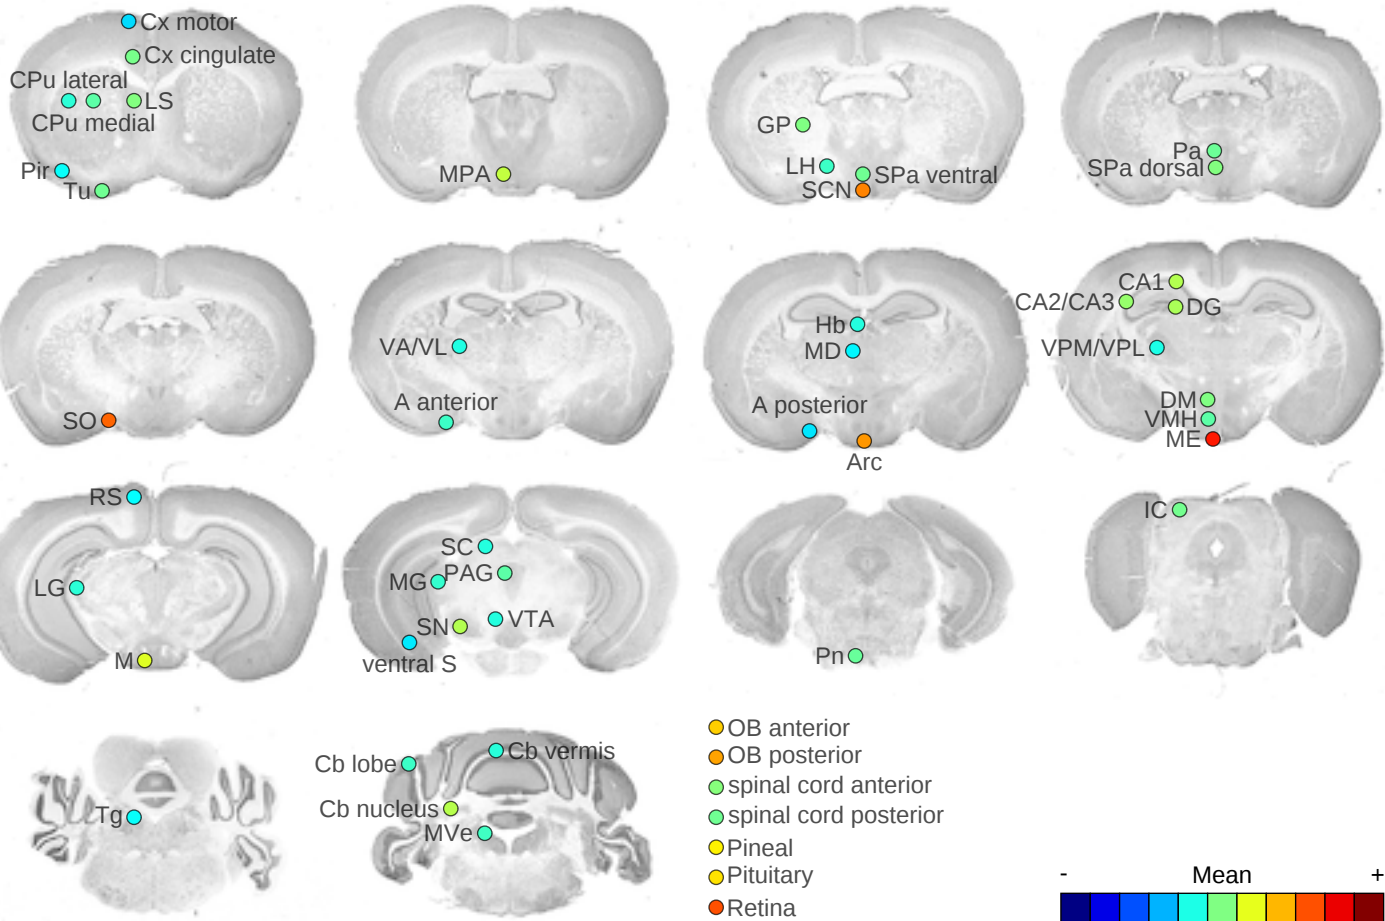 Cx motor
Cx cingulate
CPu lateral
LS
CPu medial
Pir
Tu
MPA
GP
LH
SPa ventral
SCN
Pa
SPa dorsal
SO
VA/VL
A anterior
Hb
MD
A posterior
Arc
CA1
CA2/CA3
DG
VPM/VPL
DM
VMH
ME
RS
LG
M
SC
PAG
MG
SN
VTA
ventral S
Pn
IC
Tg
Cb lobe
Cb vermis
Cb nucleus
MVe
OB anterior
OB posterior
spinal cord anterior
spinal cord posterior
Pineal
Pituitary
Retina
- Mean +